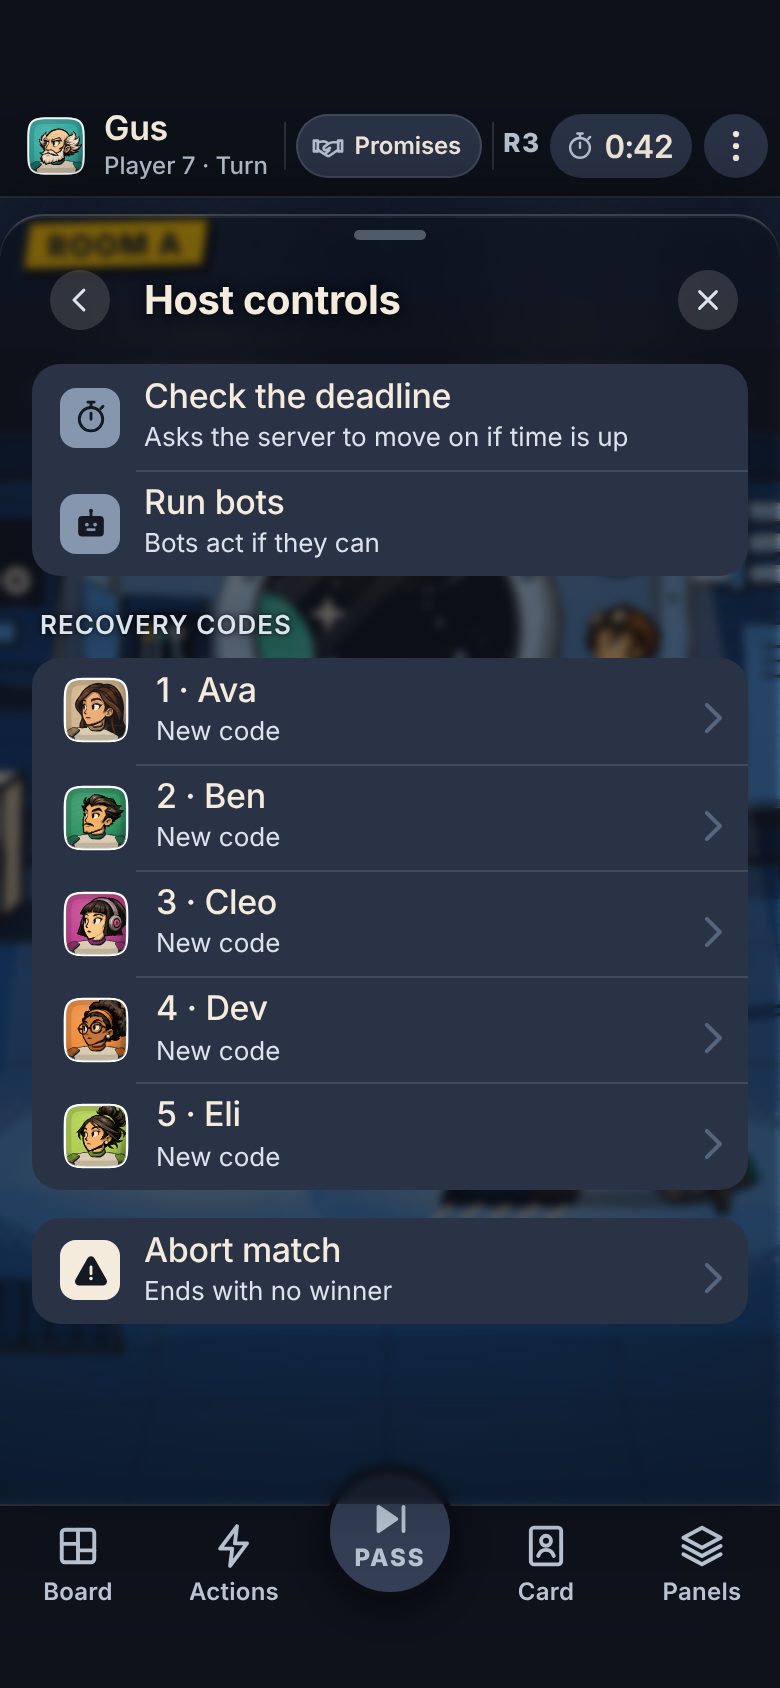 Gus
Player 7 · Turn
Promises
R3
0:42
ROOM A
Host controls
Check the deadline
Asks the server to move on if time is up
Run bots
Bots act if they can
RECOVERY CODES
1 · Ava
New code
2 · Ben
New code
3 · Cleo
New code
4 · Dev
New code
5 · Eli
New code
Abort match
Ends with no winner
PASS
Board
Actions
Card
Panels